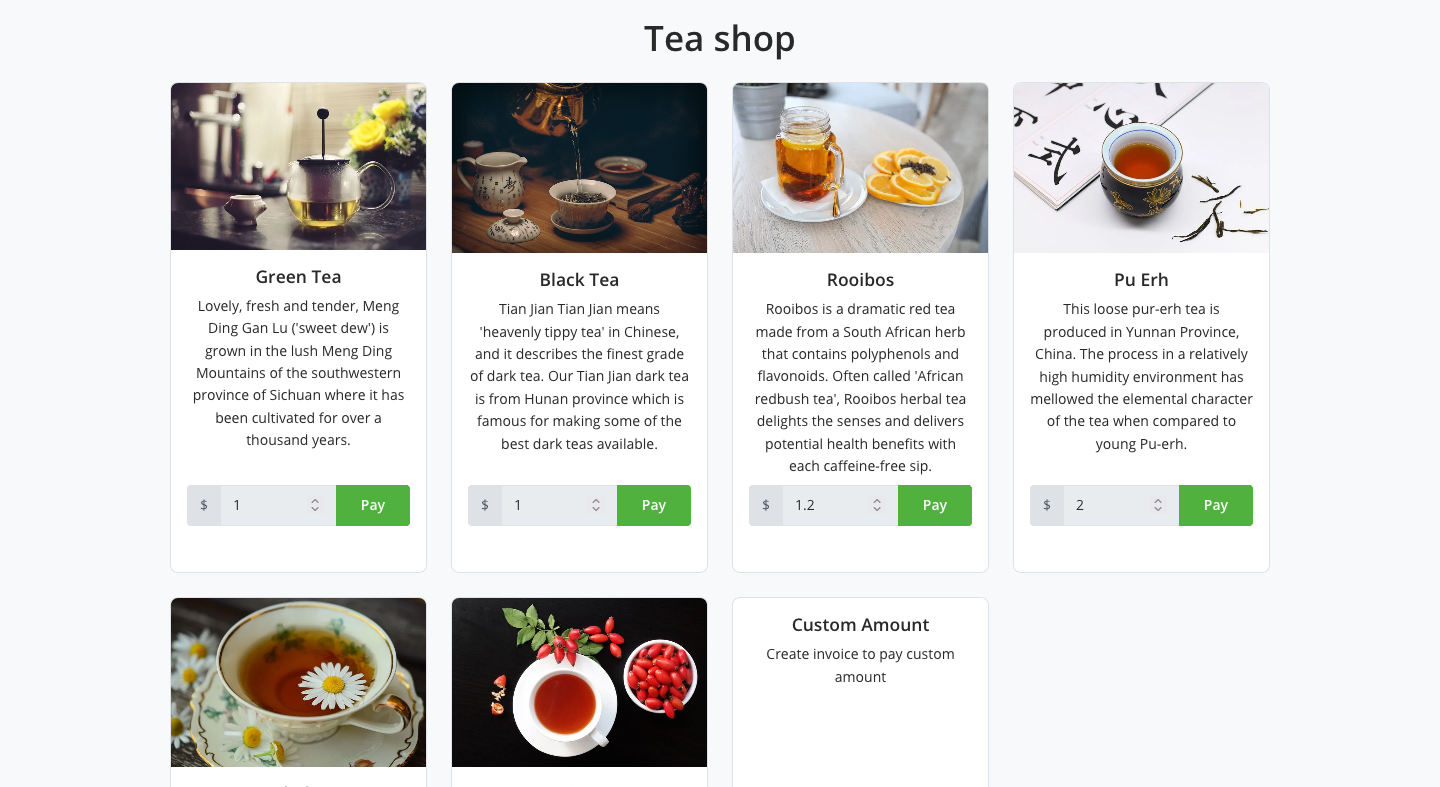 Tea shop
Green Tea
Lovely, fresh and tender, Meng
Ding Gan Lu ('sweet dew') is
grown in the lush Meng Ding
Mountains of the southwestern
province of Sichuan where it has
been cultivated for over a
thousand years.
$ 1 Pay
Black Tea
Tian Jian Tian Jian means
'heavenly tippy tea' in Chinese,
and it describes the finest grade
of dark tea. Our Tian Jian dark tea
is from Hunan province which is
famous for making some of the
best dark teas available.
$ 1 Pay
Rooibos
Rooibos is a dramatic red tea
made from a South African herb
that contains polyphenols and
flavonoids. Often called 'African
redbush tea', Rooibos herbal tea
delights the senses and delivers
potential health benefits with
each caffeine-free sip.
$ 1.2 Pay
Pu Erh
This loose pur-erh tea is
produced in Yunnan Province,
China. The process in a relatively
high humidity environment has
mellowed the elemental character
of the tea when compared to
young Pu-erh.
$ 2 Pay
Custom Amount
Create invoice to pay custom
amount